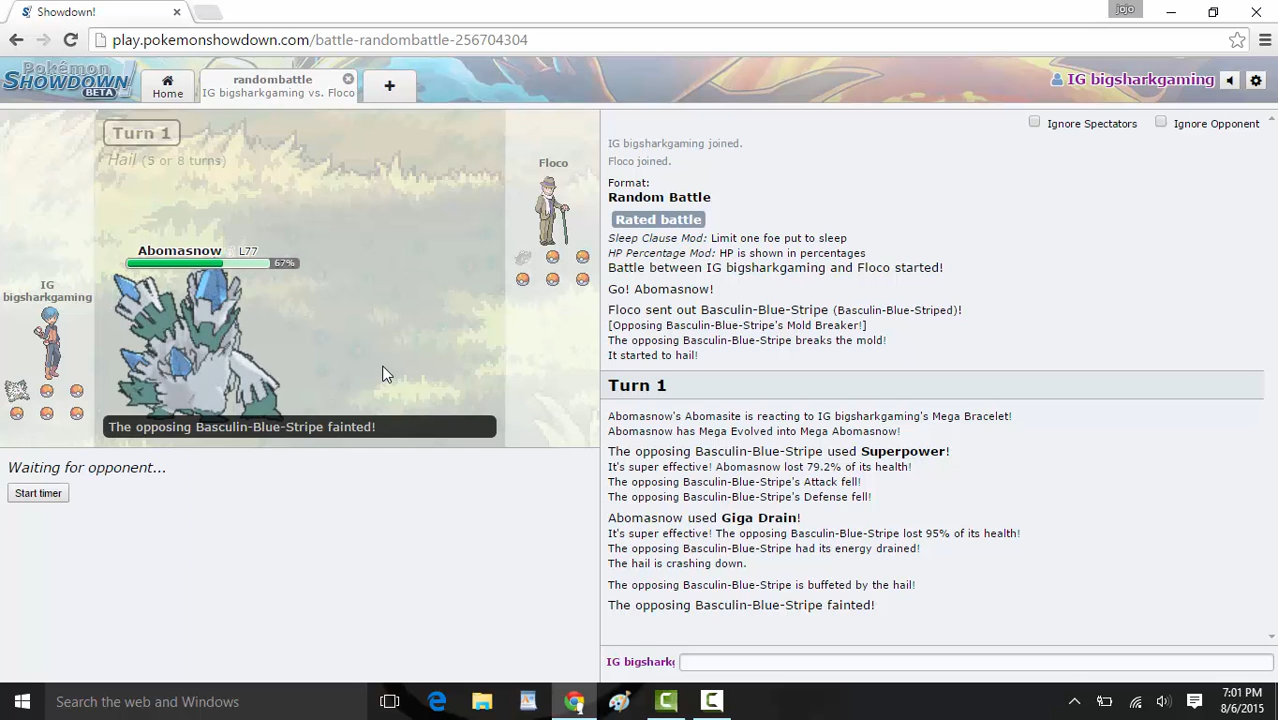 Showdown!
jojo
play.pokemonshowdown.com/battle-randombattle-256704304
Pokémon
SHOWDOWN
BETA
Home
randombattle
IG bigsharkgaming vs. Floco
+
IG bigsharkgaming
Turn 1
Hail (5 or 8 turns)
Floco
Abomasnow L77
67%
IG
bigsharkgaming
The opposing Basculin-Blue-Stripe fainted!
Waiting for opponent...
Start timer
Ignore Spectators
Ignore Opponent
IG bigsharkgaming joined.
Floco joined.
Format:
Random Battle
Rated battle
Sleep Clause Mod: Limit one foe put to sleep
HP Percentage Mod: HP is shown in percentages
Battle between IG bigsharkgaming and Floco started!
Go! Abomasnow!
Floco sent out Basculin-Blue-Stripe (Basculin-Blue-Striped)!
[Opposing Basculin-Blue-Stripe's Mold Breaker!]
The opposing Basculin-Blue-Stripe breaks the mold!
It started to hail!
Turn 1
Abomasnow's Abomasite is reacting to IG bigsharkgaming's Mega Bracelet!
Abomasnow has Mega Evolved into Mega Abomasnow!
The opposing Basculin-Blue-Stripe used Superpower!
It's super effective! Abomasnow lost 79.2% of its health!
The opposing Basculin-Blue-Stripe's Attack fell!
The opposing Basculin-Blue-Stripe's Defense fell!
Abomasnow used Giga Drain!
It's super effective! The opposing Basculin-Blue-Stripe lost 95% of its health!
The opposing Basculin-Blue-Stripe had its energy drained!
The hail is crashing down.
The opposing Basculin-Blue-Stripe is buffeted by the hail!
The opposing Basculin-Blue-Stripe fainted!
IG bigshark
Search the web and Windows
7:01 PM
8/6/2015